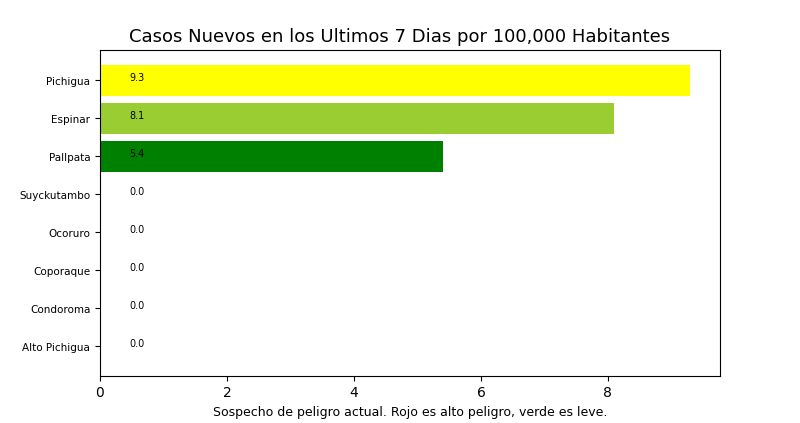 Casos Nuevos en los Ultimos 7 Dias por 100,000 Habitantes
Pichigua 9.3
Espinar 8.1
Pallpata 5.4
Suyckutambo 0.0
Ocoruro 0.0
Coporaque 0.0
Condoroma 0.0
Alto Pichigua 0.0
0 2 4 6 8
Sospecho de peligro actual. Rojo es alto peligro, verde es leve.